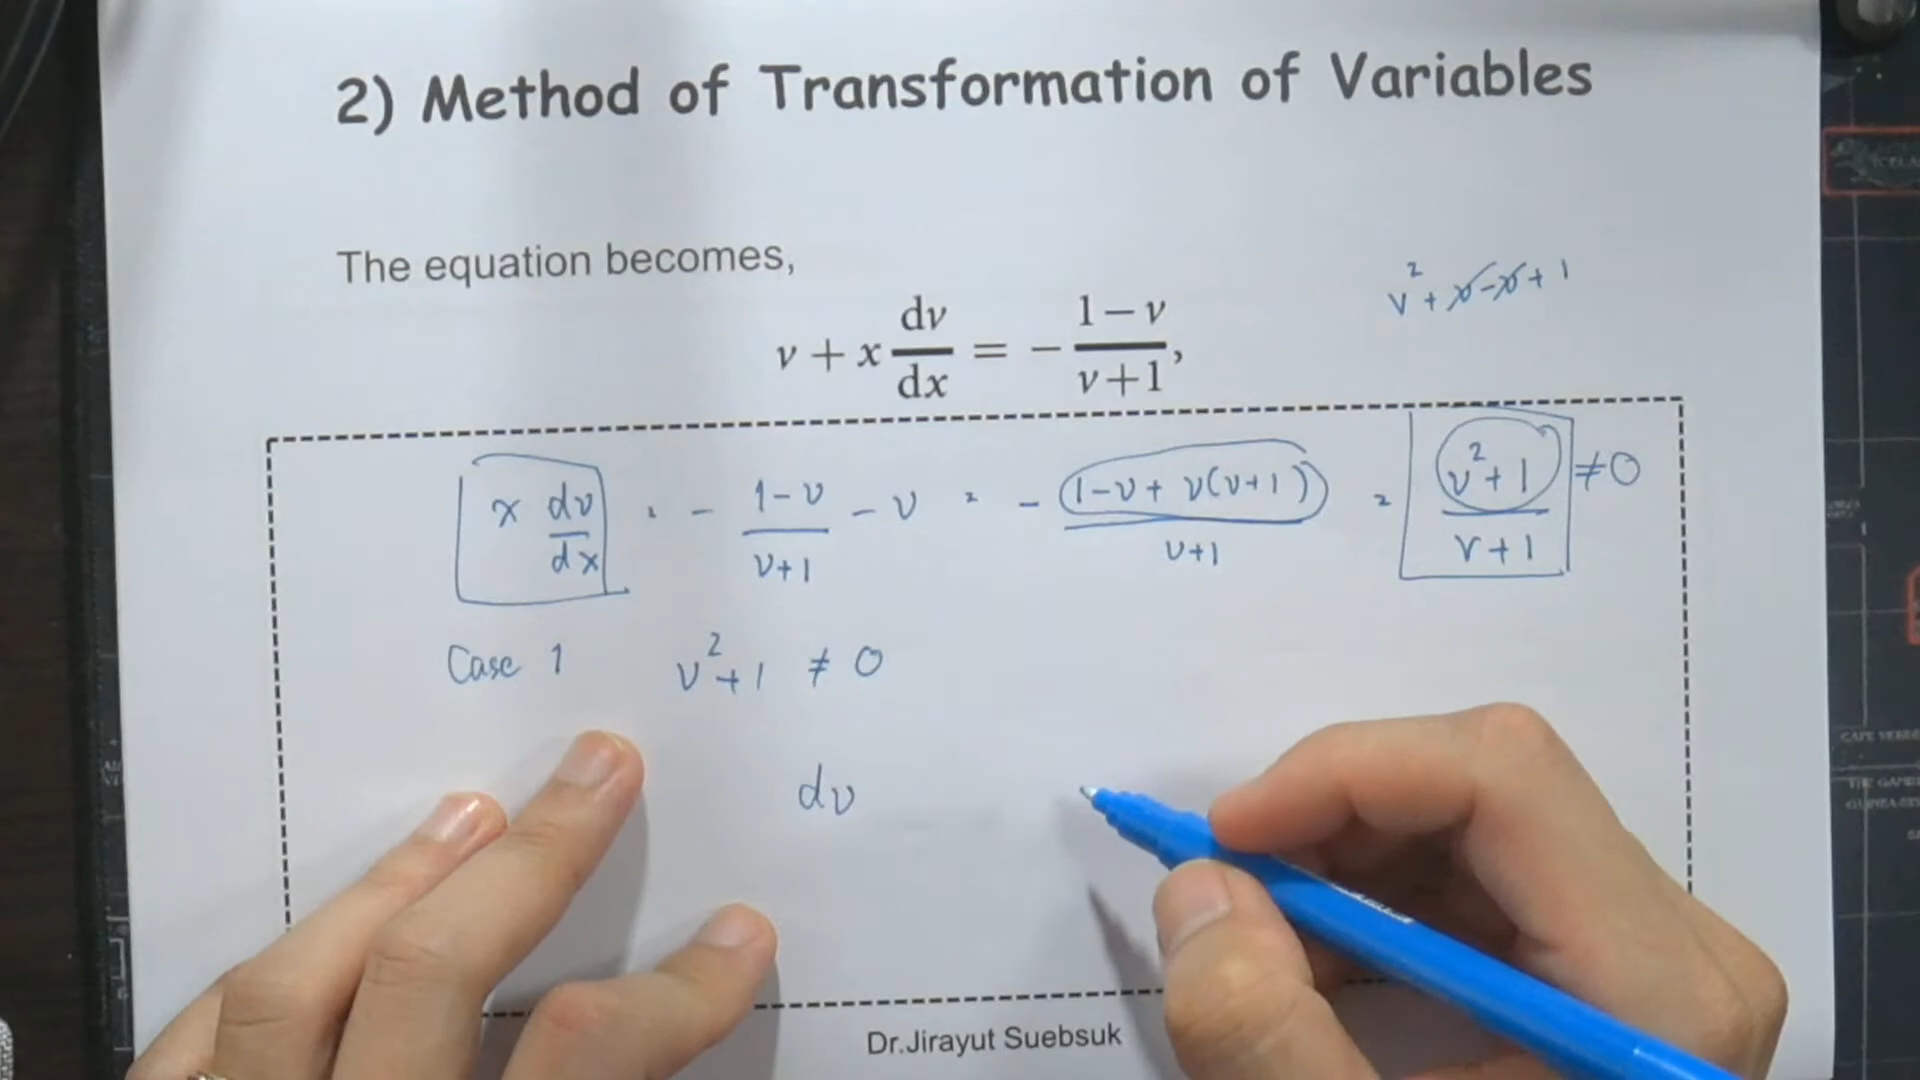 2) Method of Transformation of Variables
The equation becomes,
v² + v - v + 1
v + x dv/dx = - (1 - v)/(v + 1),
x dv/dx = - (1 - v)/(v + 1) - v = - (1 - v + v(v + 1))/(v + 1) = (v² + 1)/(v + 1) ≠ 0
Case 1 v² + 1 ≠ 0
dv
Dr.Jirayut Suebsuk